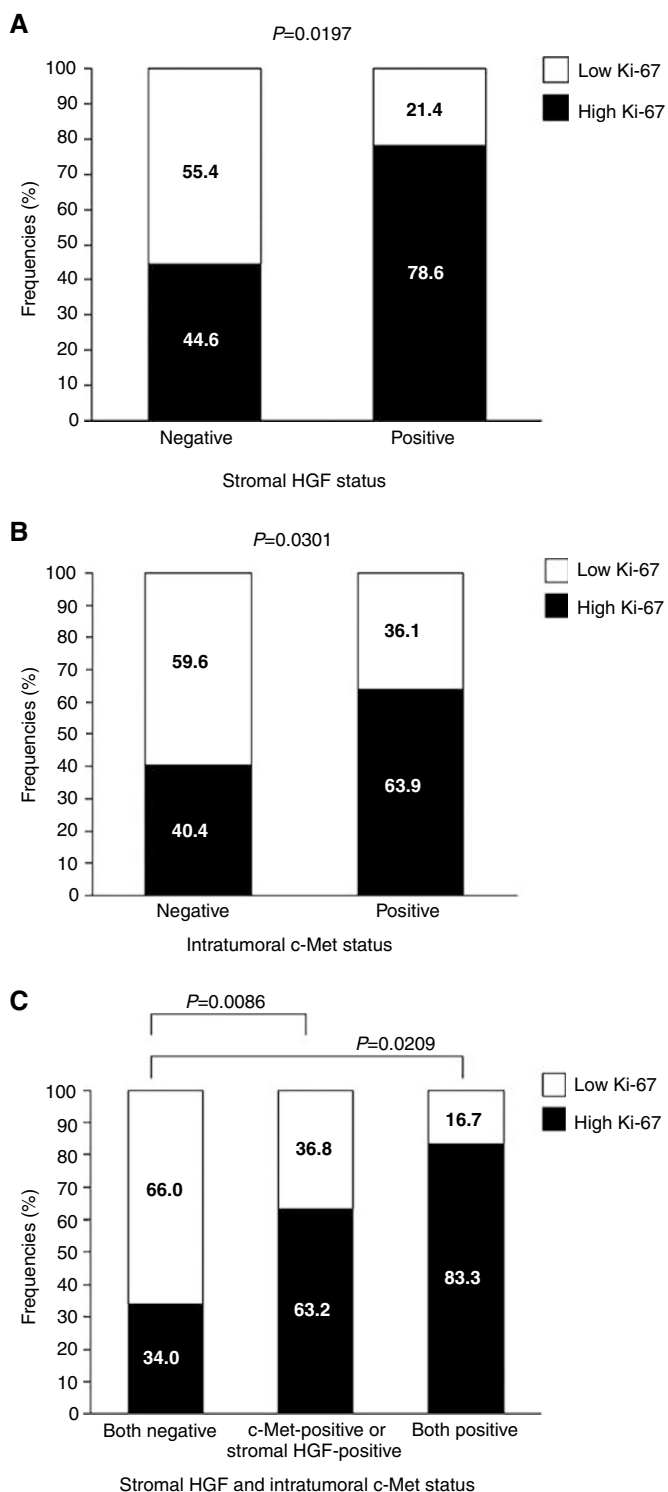 A
P=0.0197
Low Ki-67
High Ki-67
Frequencies (%)
100
90
80
70
60
50
40
30
20
10
0
55.4
44.6
21.4
78.6
Negative
Positive
Stromal HGF status
B
P=0.0301
Low Ki-67
High Ki-67
Frequencies (%)
100
90
80
70
60
50
40
30
20
10
0
59.6
40.4
36.1
63.9
Negative
Positive
Intratumoral c-Met status
C
P=0.0086
P=0.0209
Low Ki-67
High Ki-67
Frequencies (%)
100
90
80
70
60
50
40
30
20
10
0
66.0
34.0
36.8
63.2
16.7
83.3
Both negative
c-Met-positive or
stromal HGF-positive
Both positive
Stromal HGF and intratumoral c-Met status